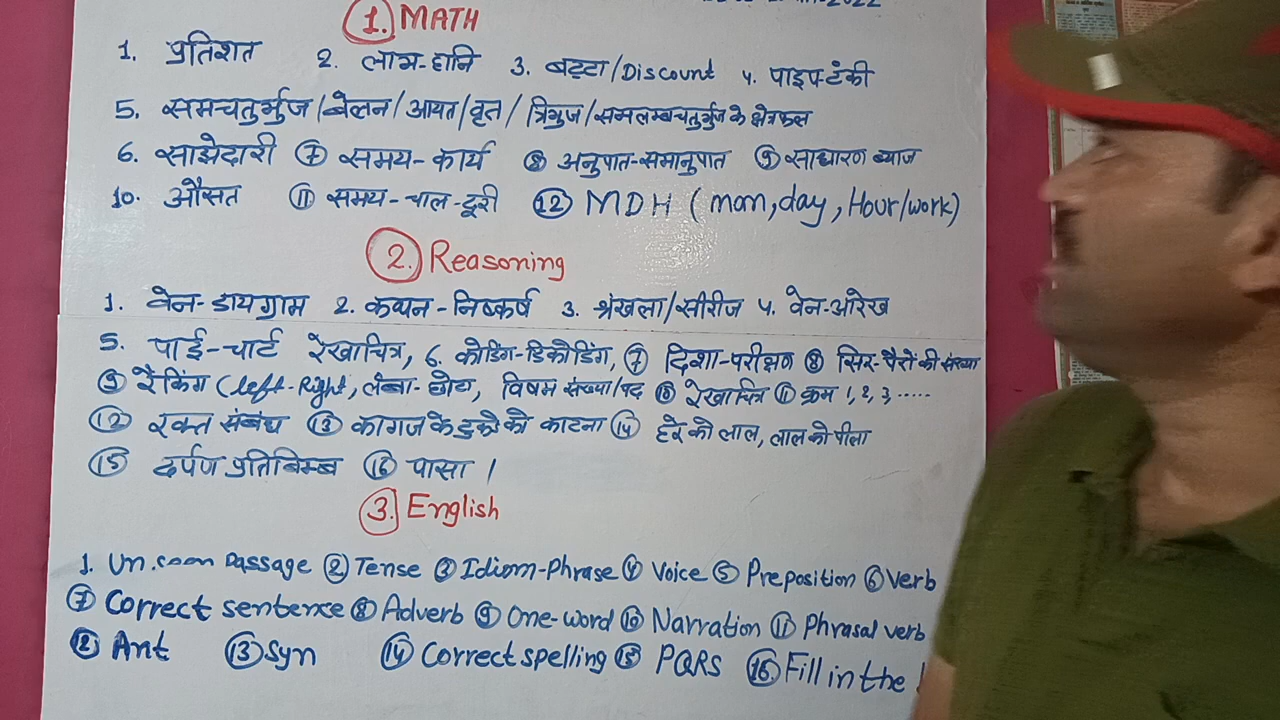 2022
1. MATH
1. प्रतिशत 2. लाभ-हानि 3. बट्टा/Discount 4. पाइप-टंकी
5. समचतुर्भुज/बेलन/आयत/वृत/त्रिभुज/समलम्बचतुर्भुज के क्षेत्रफल
6. साझेदारी 7 समय-कार्य 8 अनुपात-समानुपात 9 साधारण ब्याज
10. औसत 11 समय-चाल-दूरी 12 MDH (man, day, Hour/work)
2. Reasoning
1. वेन-डायग्राम 2. कथन-निष्कर्ष 3. श्रंखला/सीरीज 4. वेन-आरेख
5. पाई-चार्ट रेखाचित्र, 6. कोडिंग-डिकोडिंग, 7 दिशा-परीक्षण 8 सिर-पैरों की संख्या
9 रैंकिंग (left-Right, लंबा-छोटा, विषम संख्या/पद 10 रेखाचित्र 11 क्रम 1, 2, 3, .....
12 रक्त संबंध 13 कागज के टुकड़े को काटना 14 हरे को लाल, लाल को पीला
15 दर्पण प्रतिबिम्ब 16 पासा ।
3. English
1. Un.seen Passage 2 Tense 3 Idiom-Phrase 4 Voice 5 Preposition 6 Verb
7 Correct sentence 8 Adverb 9 One-word 10 Narration 11 Phrasal verb
12 Ant 13 Syn 14 Correct spelling 15 PQRS 16. Fill in the